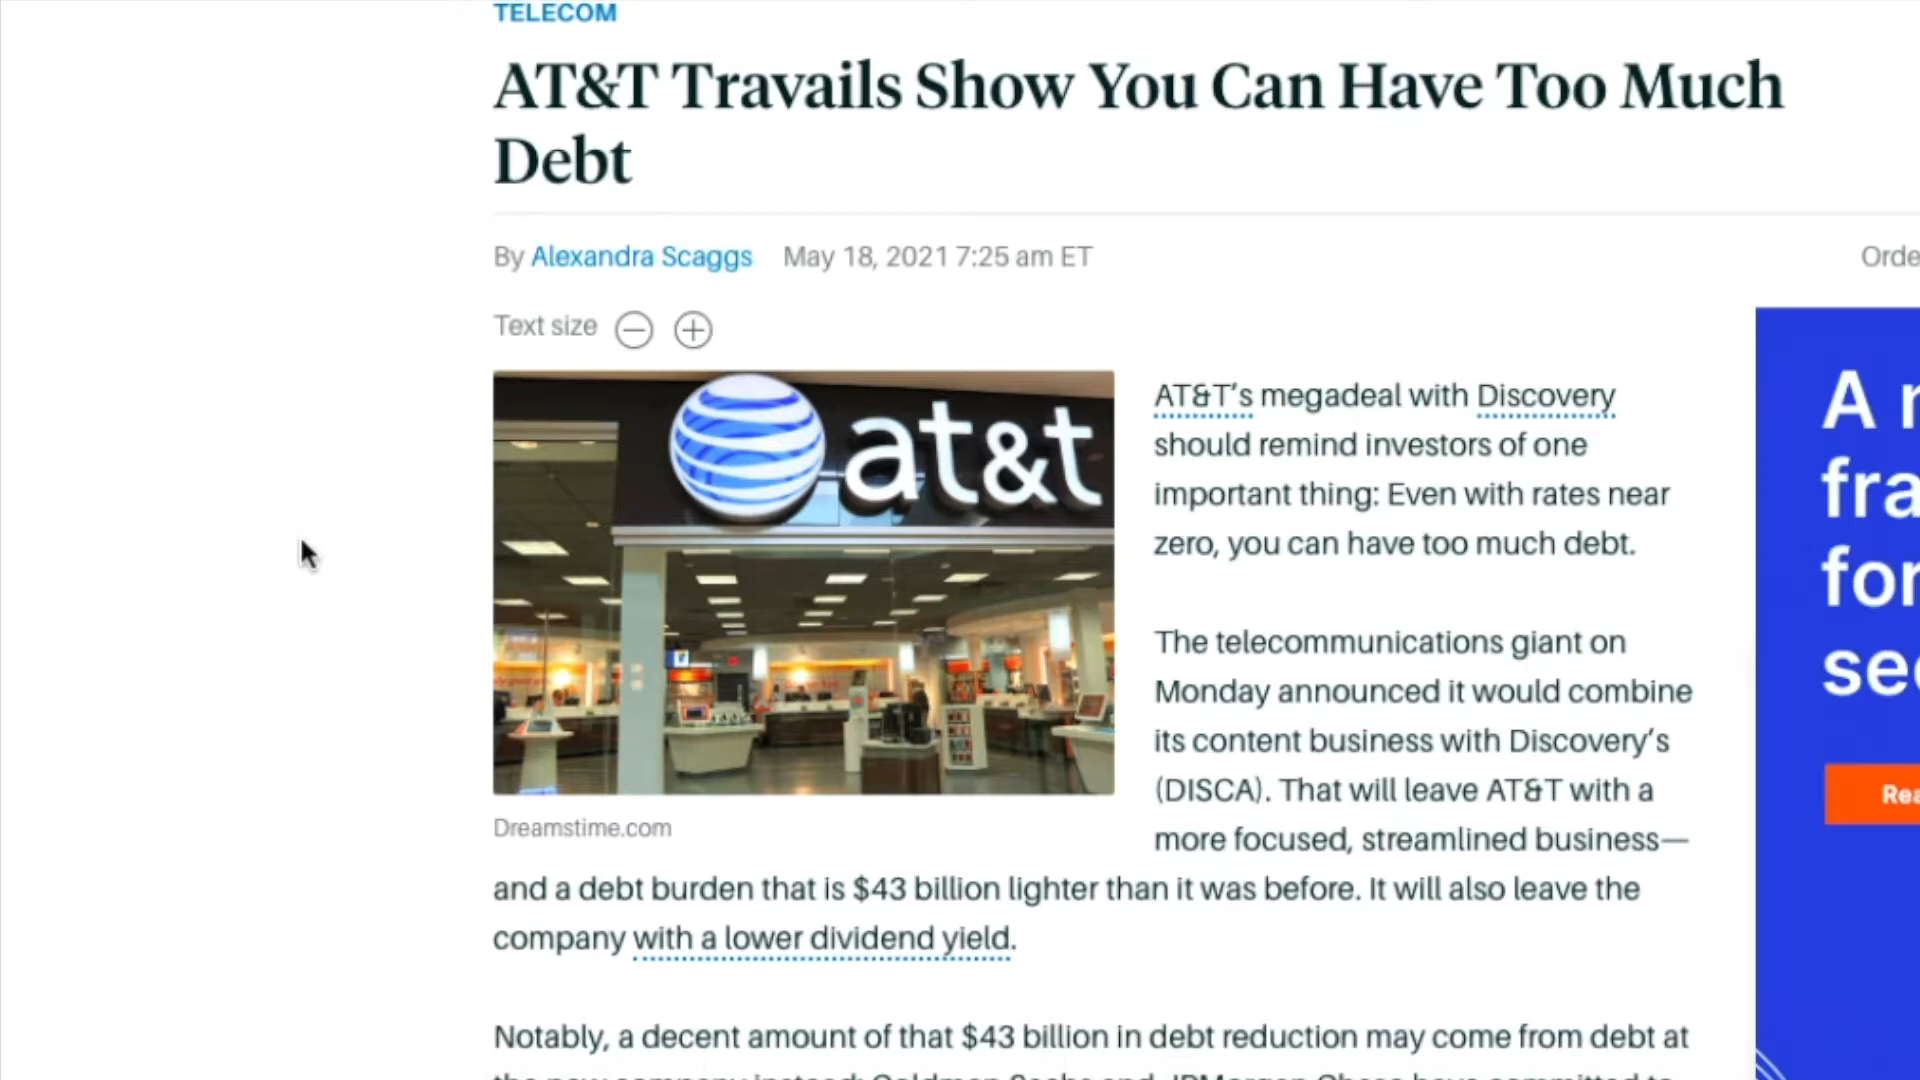 TELECOM
AT&T Travails Show You Can Have Too Much
Debt
By Alexandra Scaggs May 18, 2021 7:25 am ET
Orde
Text size
at&t
AT&T's megadeal with Discovery
should remind investors of one
important thing: Even with rates near
zero, you can have too much debt.
The telecommunications giant on
Monday announced it would combine
its content business with Discovery's
(DISCA). That will leave AT&T with a
more focused, streamlined business—
Dreamstime.com
and a debt burden that is $43 billion lighter than it was before. It will also leave the
company with a lower dividend yield.
Notably, a decent amount of that $43 billion in debt reduction may come from debt at
A
fra
for
sec
Rea